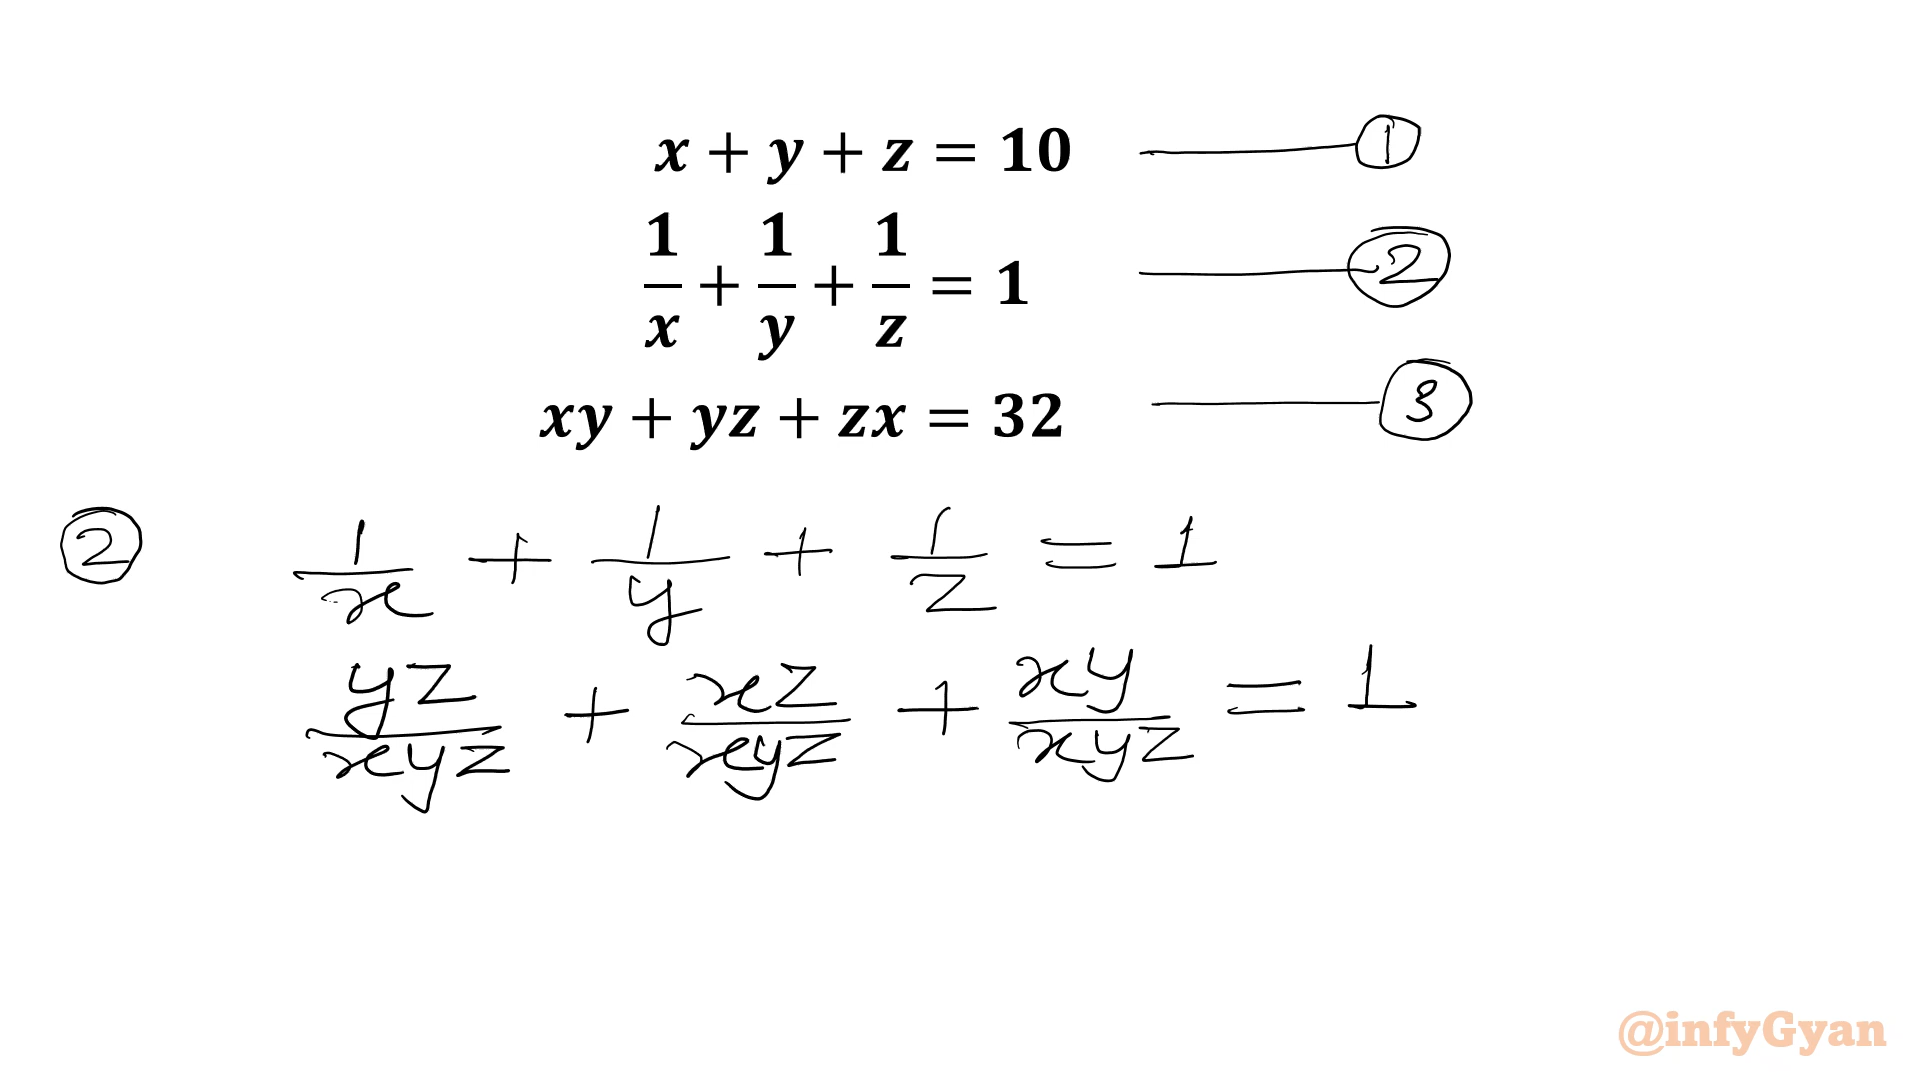 x + y + z = 10 ——— ①
1/x + 1/y + 1/z = 1 ——— ②
xy + yz + zx = 32 ——— ③
② 1/x + 1/y + 1/z = 1
yz/xyz + xz/xyz + xy/xyz = 1
@infyGyan